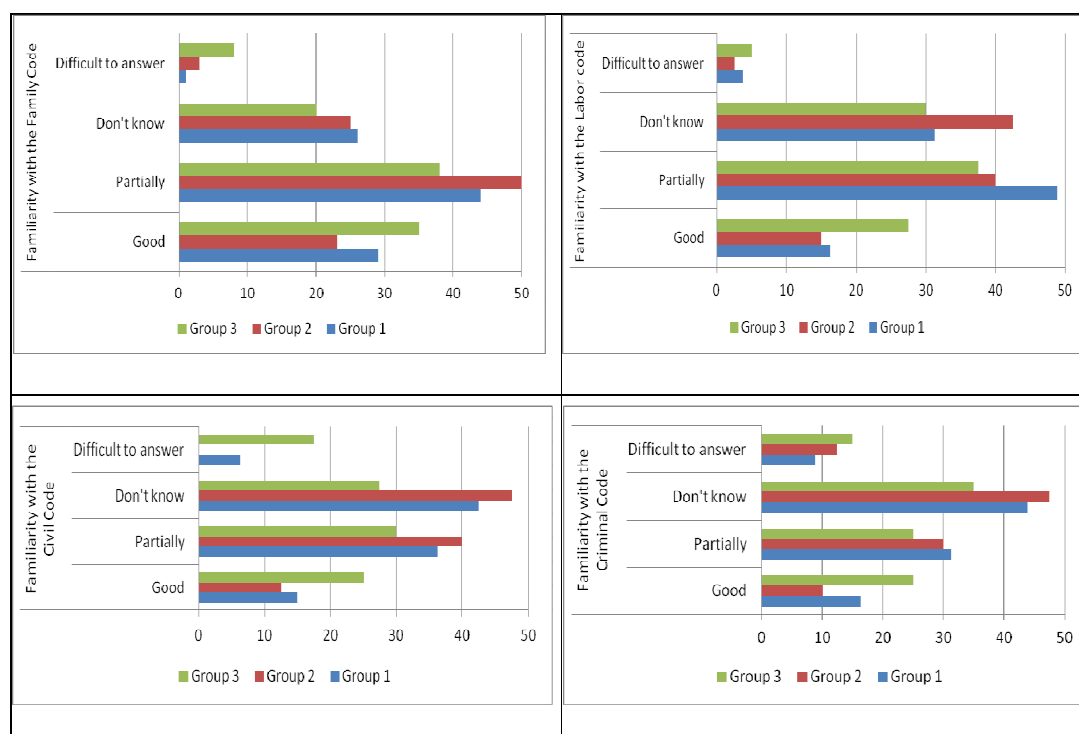 Familiarity with the Family Code
Difficult to answer
Don't know
Partially
Good
0 10 20 30 40 50
Group 3 Group 2 Group 1
Familiarity with the Labor code
Difficult to answer
Don't know
Partially
Good
0 10 20 30 40 50
Group 3 Group 2 Group 1
Familiarity with the
Civil Code
Difficult to answer
Don't know
Partially
Good
0 10 20 30 40 50
Group 3 Group 2 Group 1
Familiarity with the
Criminal Code
Difficult to answer
Don't know
Partially
Good
0 10 20 30 40 50
Group 3 Group 2 Group 1